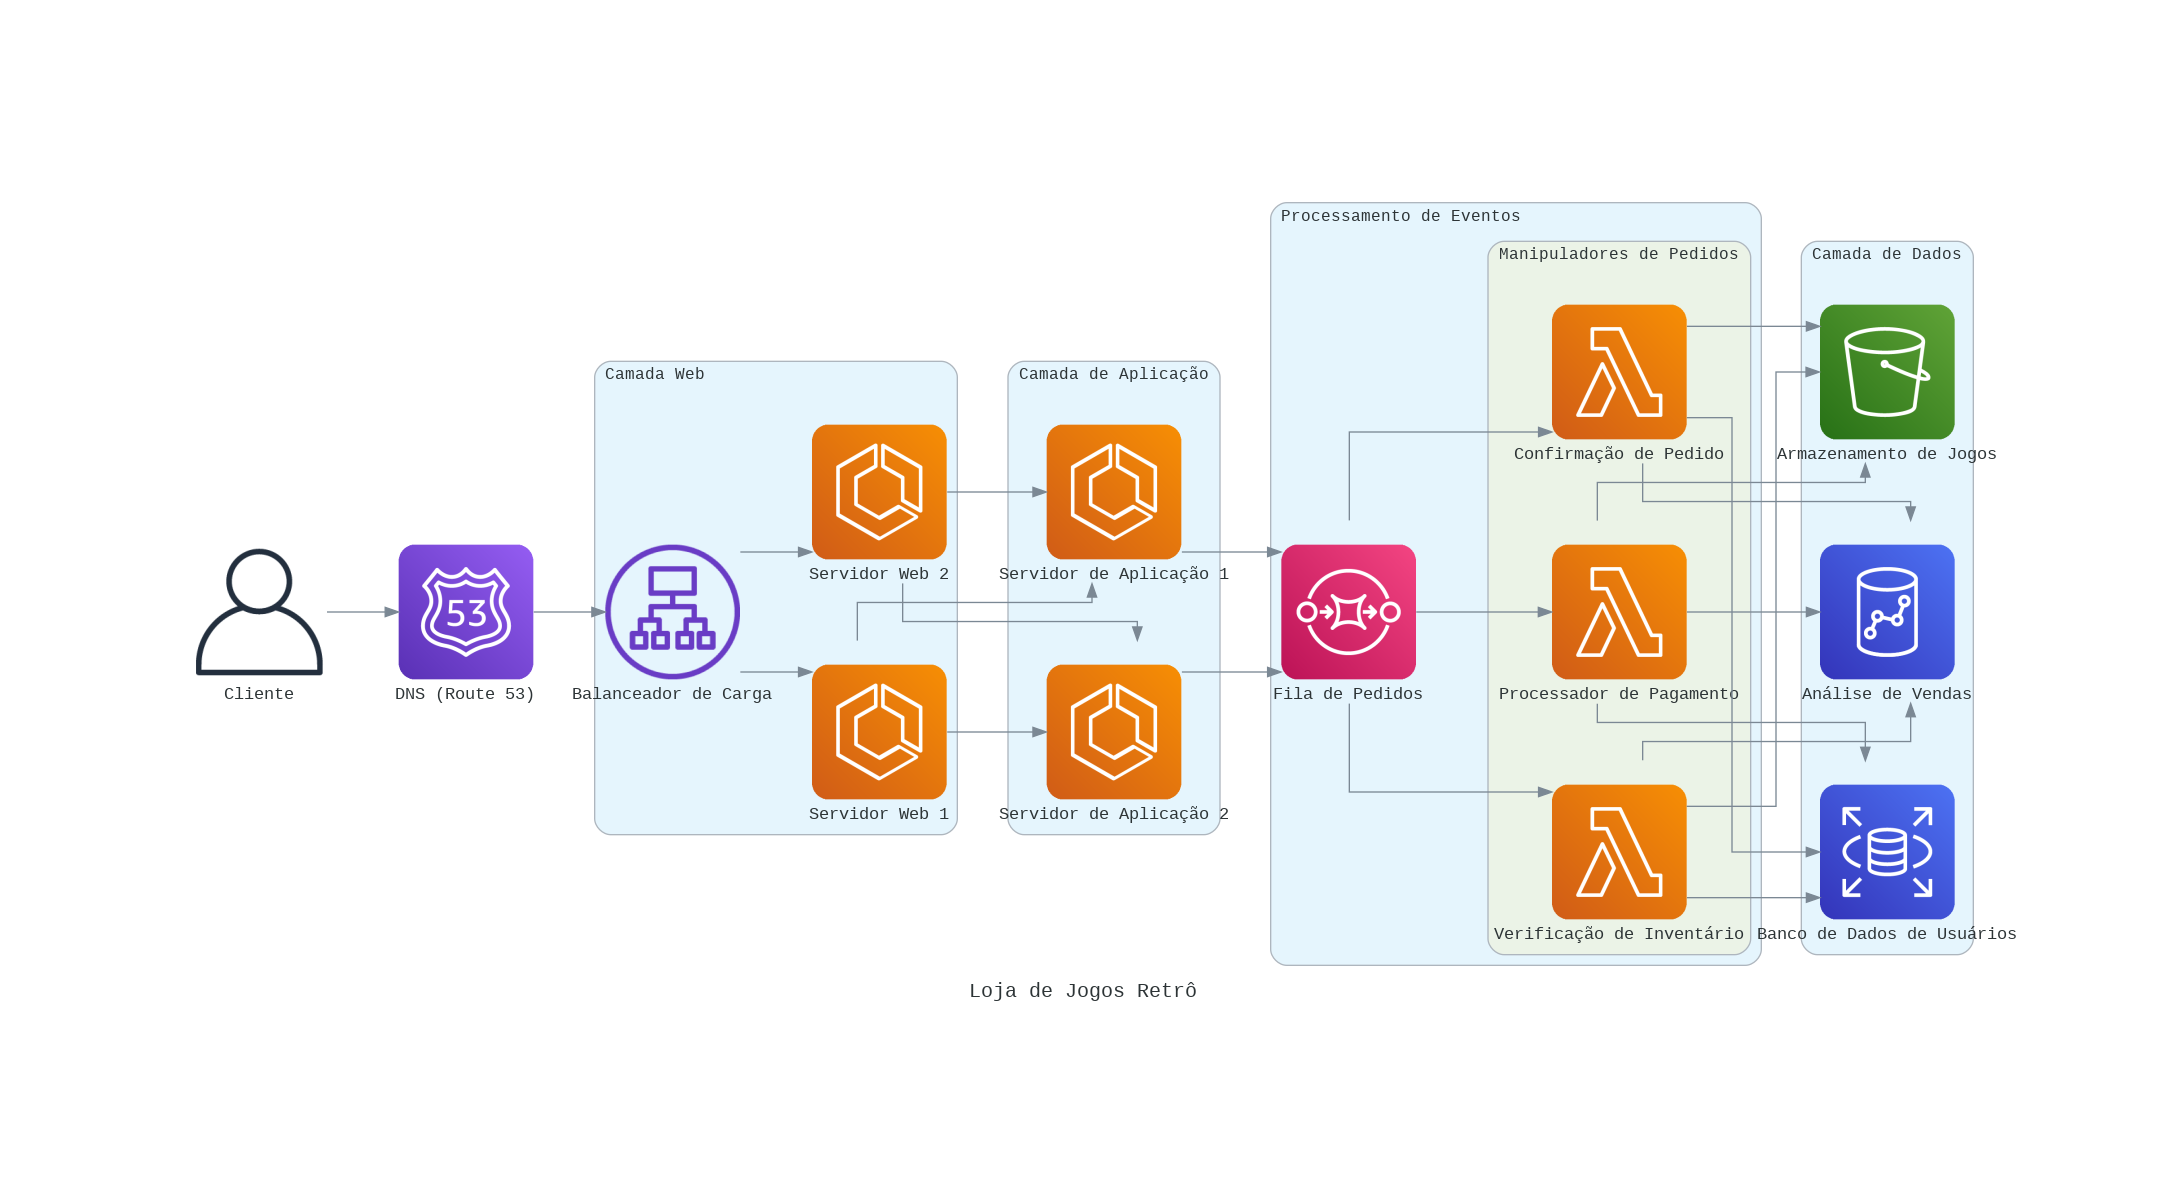 Processamento de Eventos
Manipuladores de Pedidos
Camada de Dados
Camada Web
Camada de Aplicação
Confirmação de Pedido
Armazenamento de Jogos
Servidor Web 2
Servidor de Aplicação 1
53
Cliente
DNS (Route 53)
Balanceador de Carga
Fila de Pedidos
Processador de Pagamento
Análise de Vendas
Servidor Web 1
Servidor de Aplicação 2
Verificação de Inventário
Banco de Dados de Usuários
Loja de Jogos Retrô